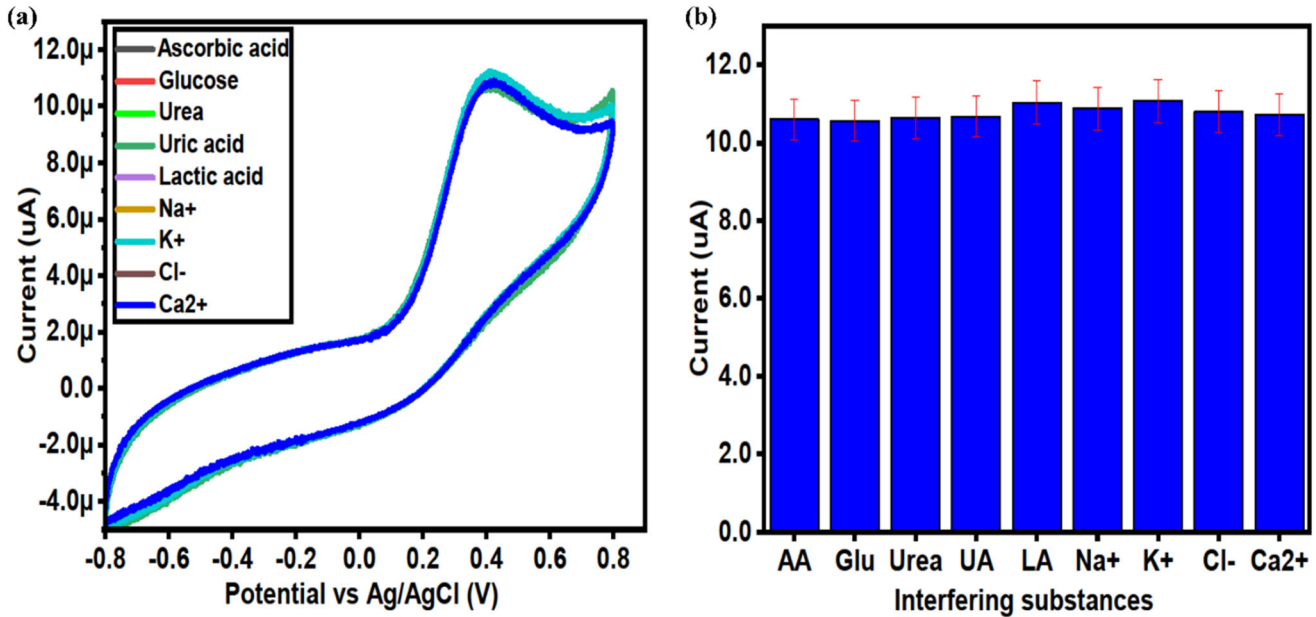 (a)
12.0µ
10.0µ
8.0µ
6.0µ
4.0µ
2.0µ
0.0
-2.0µ
-4.0µ
Current (uA)
Ascorbic acid
Glucose
Urea
Uric acid
Lactic acid
Na+
K+
Cl-
Ca2+
-0.8 -0.6 -0.4 -0.2 0.0 0.2 0.4 0.6 0.8
Potential vs Ag/AgCl (V)
(b)
12.0
10.0
8.0
6.0
4.0
2.0
0.0
Current (uA)
AA Glu Urea UA LA Na+ K+ Cl- Ca2+
Interfering substances